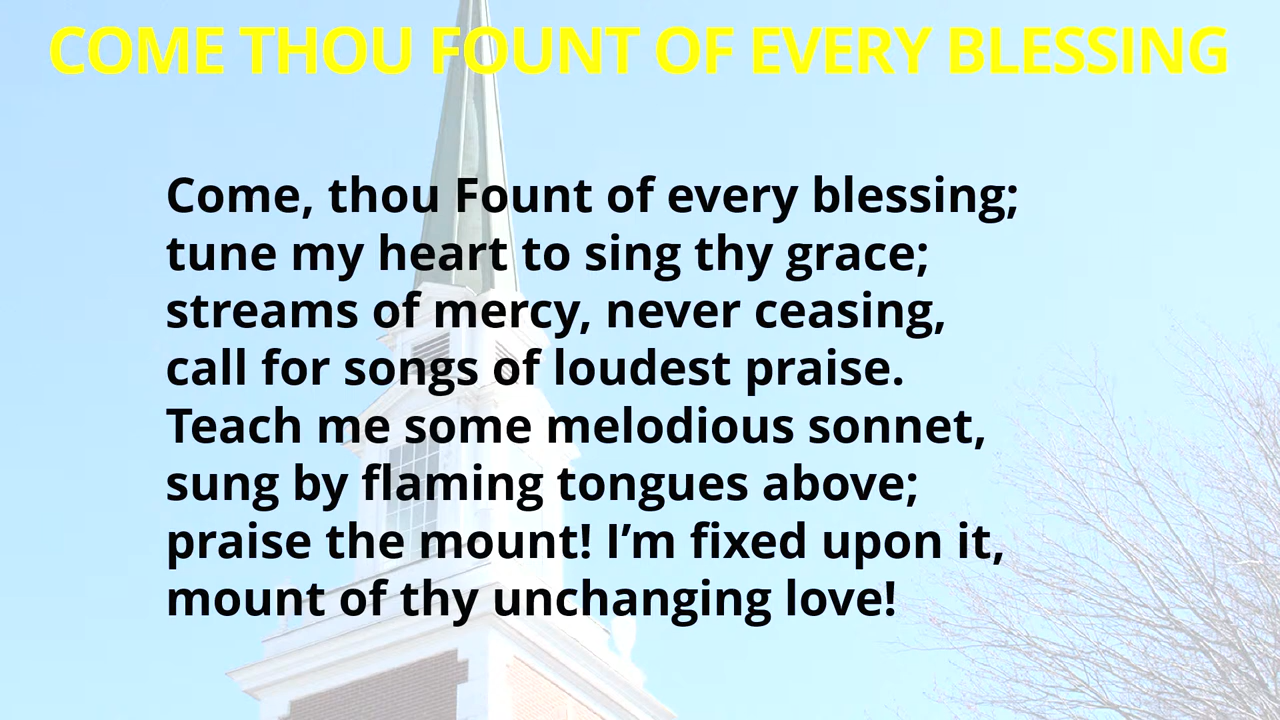 COME THOU FOUNT OF EVERY BLESSING
Come, thou Fount of every blessing;
tune my heart to sing thy grace;
streams of mercy, never ceasing,
call for songs of loudest praise.
Teach me some melodious sonnet,
sung by flaming tongues above;
praise the mount! I’m fixed upon it,
mount of thy unchanging love!